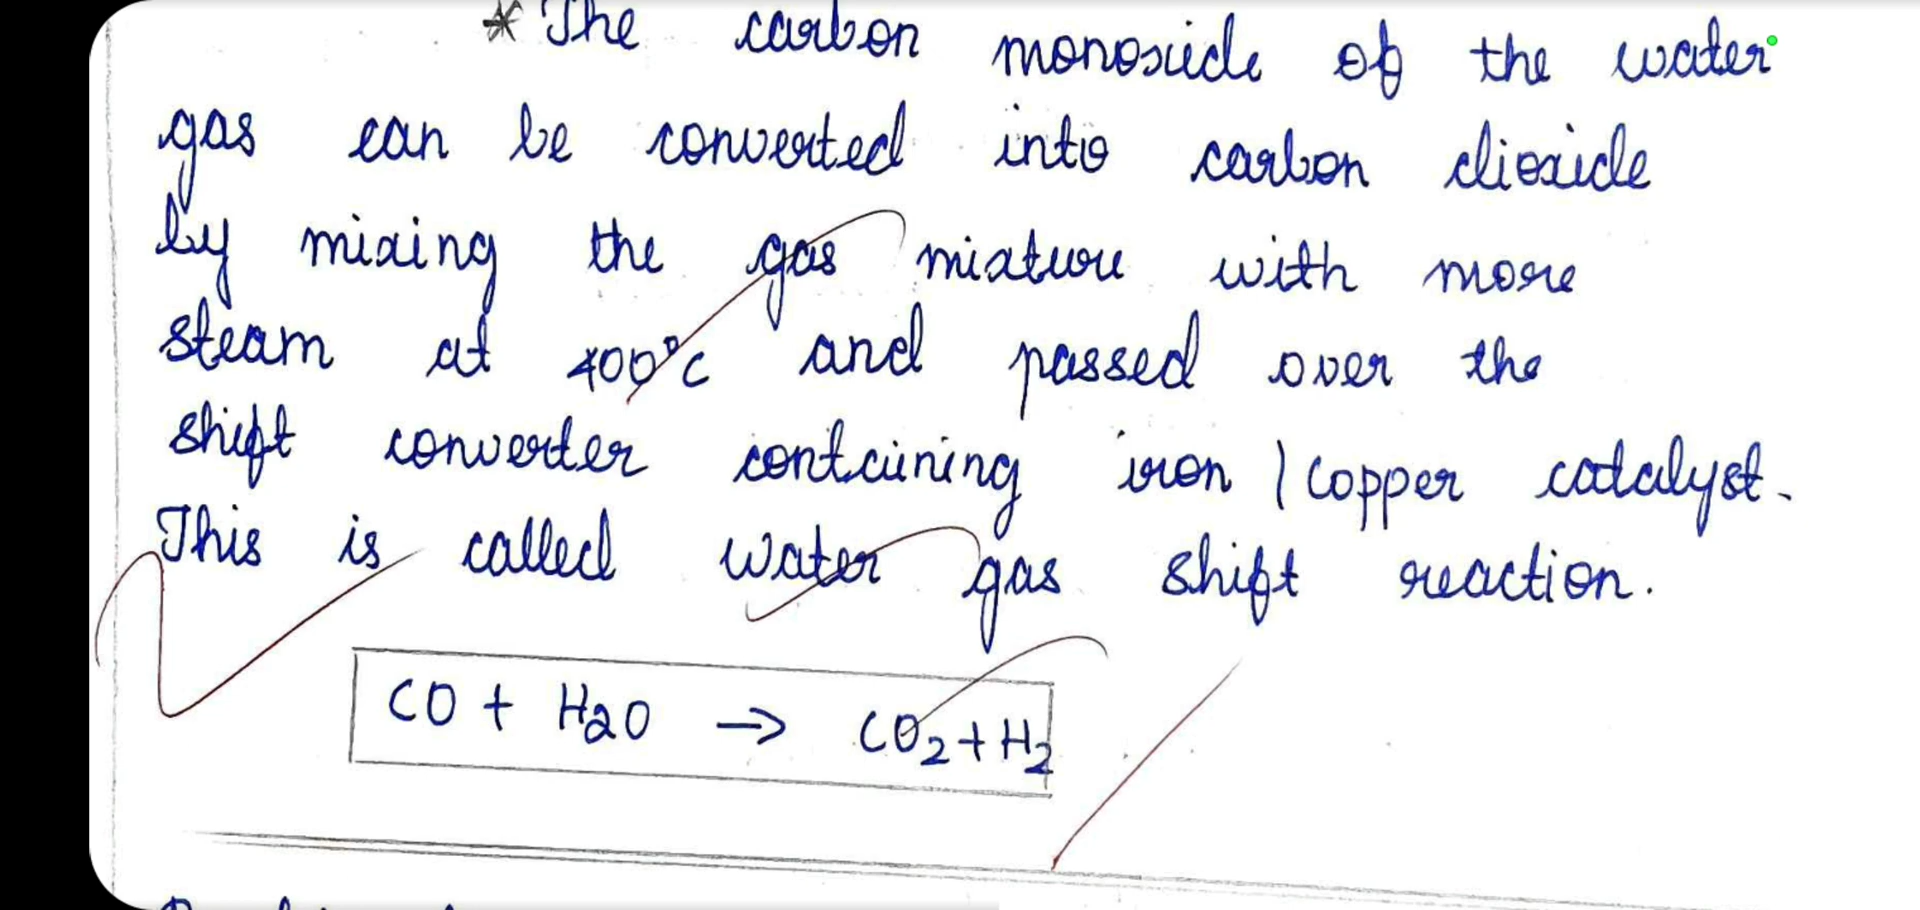 * The carbon monoxide of the water
gas can be converted into carbon dioxide
by mixing the gas mixture with more
steam at 400°C and passed over the
shift converter containing iron / copper catalyst.
This is called water gas shift reaction.
CO + H2O → CO2 + H2